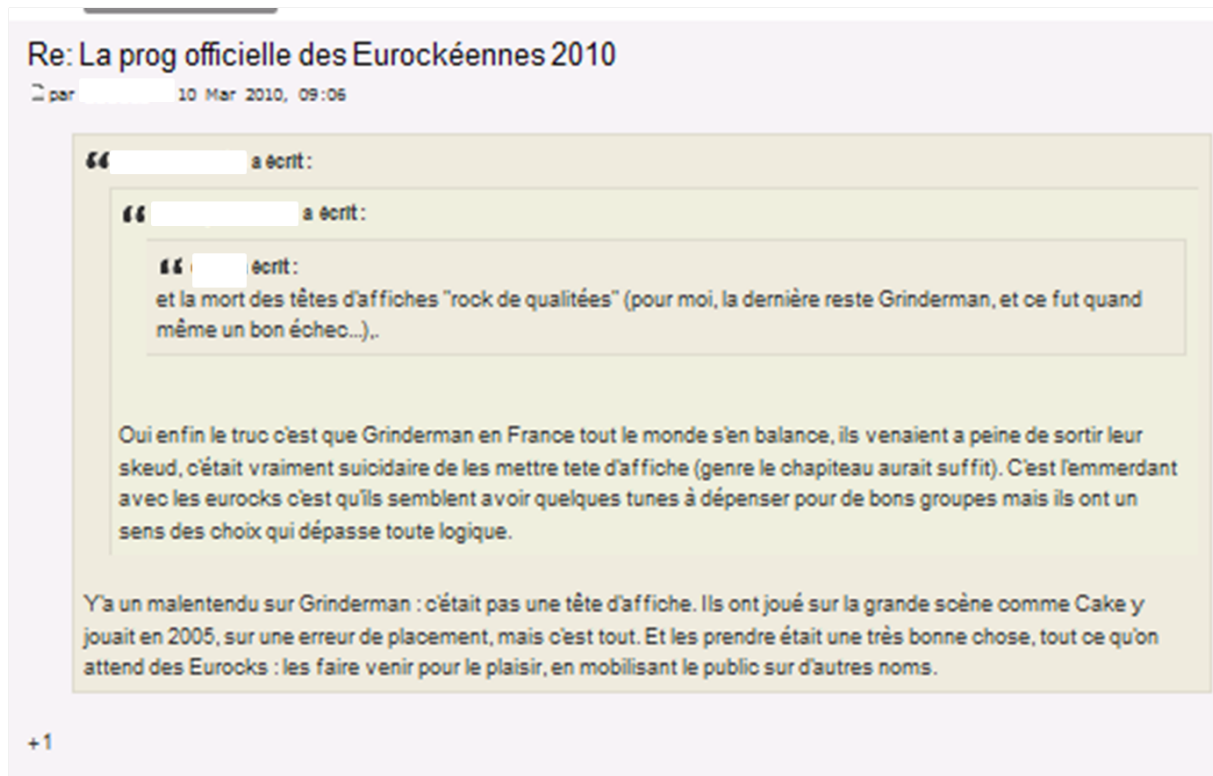 Re: La prog officielle des Eurockéennes 2010
par 10 Mar 2010, 09:06
a écrit :
a écrit :
écrit :
et la mort des têtes d'affiches "rock de qualitées" (pour moi, la dernière reste Grinderman, et ce fut quand
même un bon échec...),.
Oui enfin le truc c'est que Grinderman en France tout le monde s'en balance, ils venaient a peine de sortir leur
skeud, c'était vraiment suicidaire de les mettre tete d'affiche (genre le chapiteau aurait suffit). C'est l'emmerdant
avec les eurocks c'est qu'ils semblent avoir quelques tunes à dépenser pour de bons groupes mais ils ont un
sens des choix qui dépasse toute logique.
Y'a un malentendu sur Grinderman : c'était pas une tête d'affiche. Ils ont joué sur la grande scène comme Cake y
jouait en 2005, sur une erreur de placement, mais c'est tout. Et les prendre était une très bonne chose, tout ce qu'on
attend des Eurocks : les faire venir pour le plaisir, en mobilisant le public sur d'autres noms.
+1